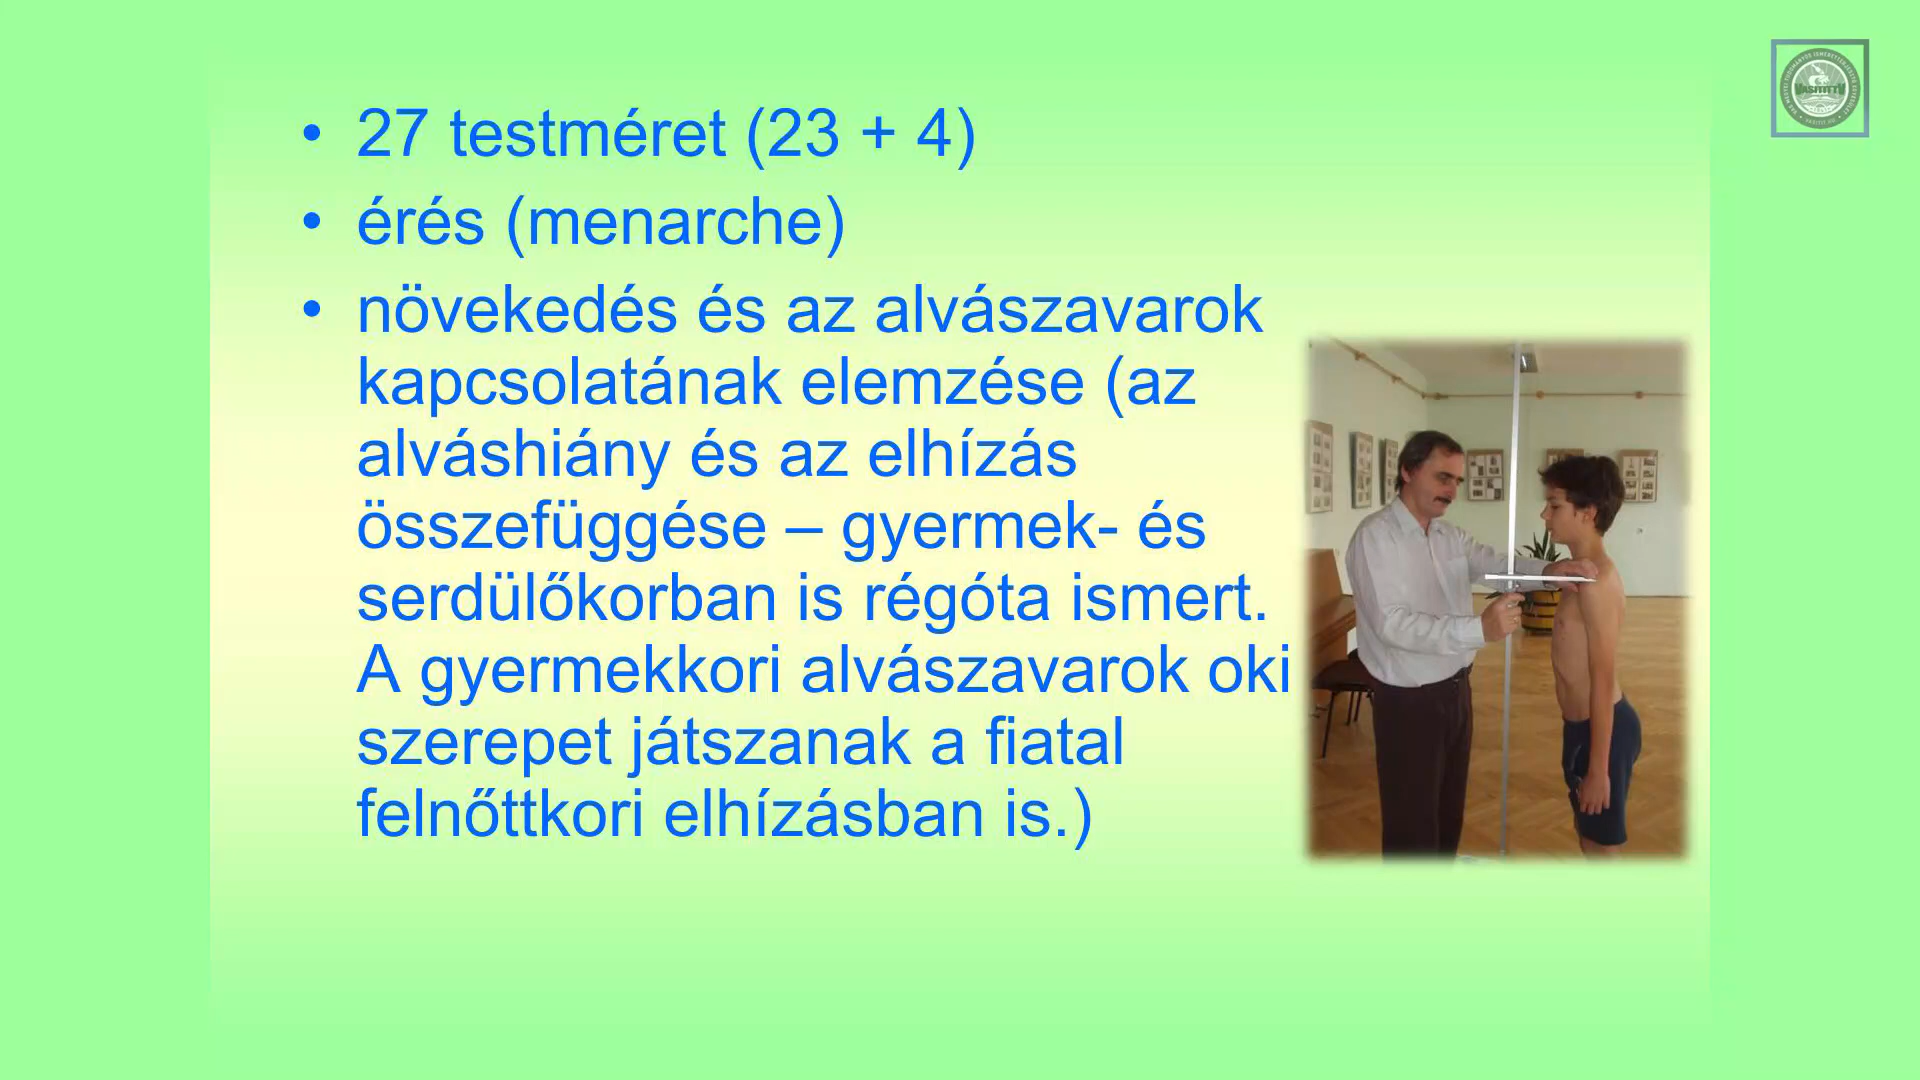 • 27 testméret (23 + 4)
• érés (menarche)
• növekedés és az alvászavarok
kapcsolatának elemzése (az
alváshiány és az elhízás
összefüggése – gyermek- és
serdülőkorban is régóta ismert.
A gyermekkori alvászavarok oki
szerepet játszanak a fiatal
felnőttkori elhízásban is.)